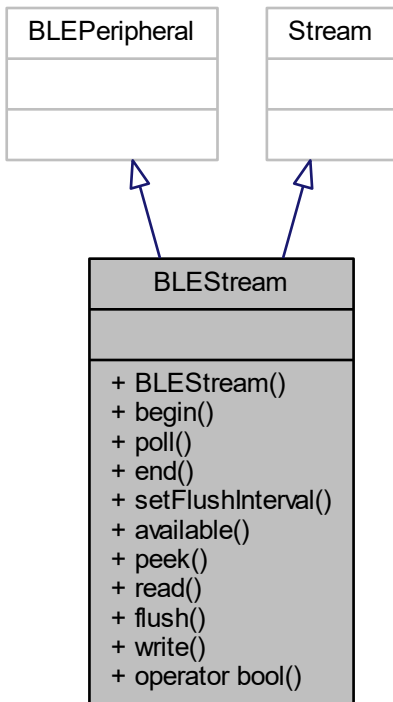 BLEPeripheral
Stream
BLEStream
+ BLEStream()
+ begin()
+ poll()
+ end()
+ setFlushInterval()
+ available()
+ peek()
+ read()
+ flush()
+ write()
+ operator bool()